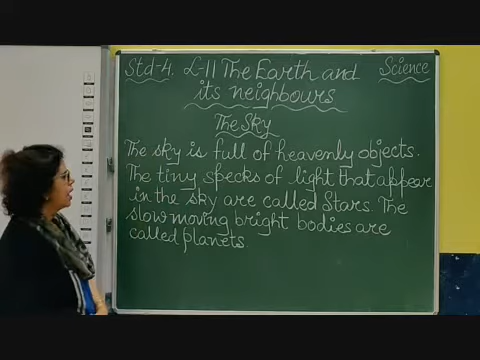 Std-4. L-11 The Earth and Science
its neighbours
The Sky
The sky is full of heavenly objects.
The tiny specks of light that appear
in the sky are called Stars. The
slow moving bright bodies are
called planets.